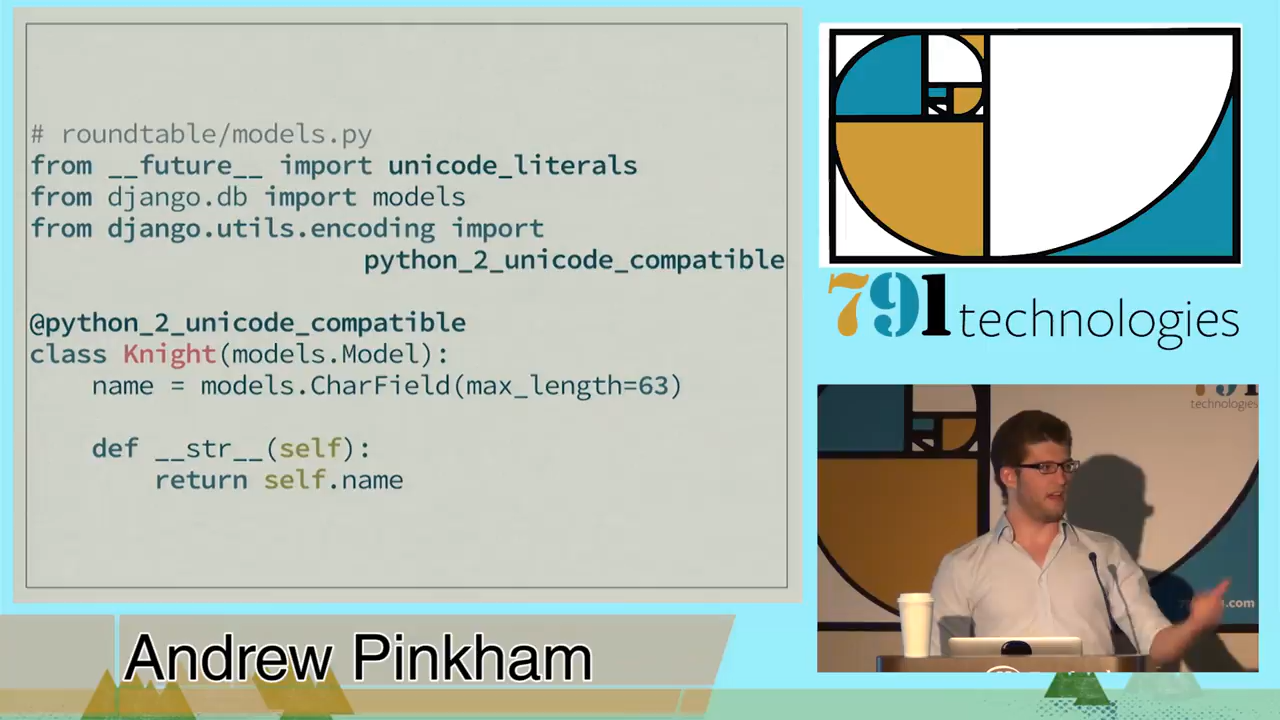 # roundtable/models.py
from __future__ import unicode_literals
from django.db import models
from django.utils.encoding import
python_2_unicode_compatible
@python_2_unicode_compatible
class Knight(models.Model):
name = models.CharField(max_length=63)
def __str__(self):
return self.name
791 technologies
technologies
Andrew Pinkham